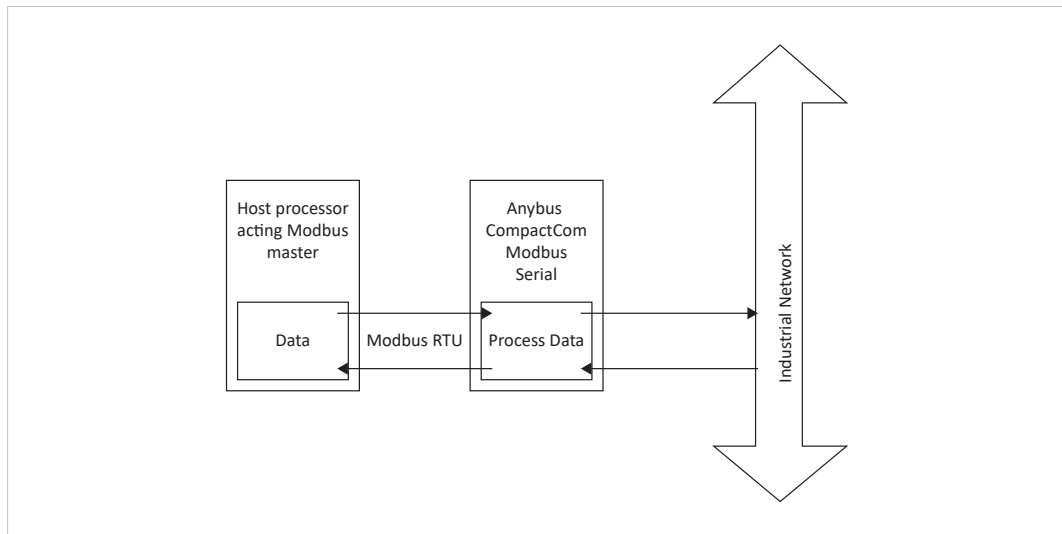 Host processor
acting Modbus
master
Anybus
CompactCom
Modbus
Serial
Data
Modbus RTU
Process Data
Industrial Network